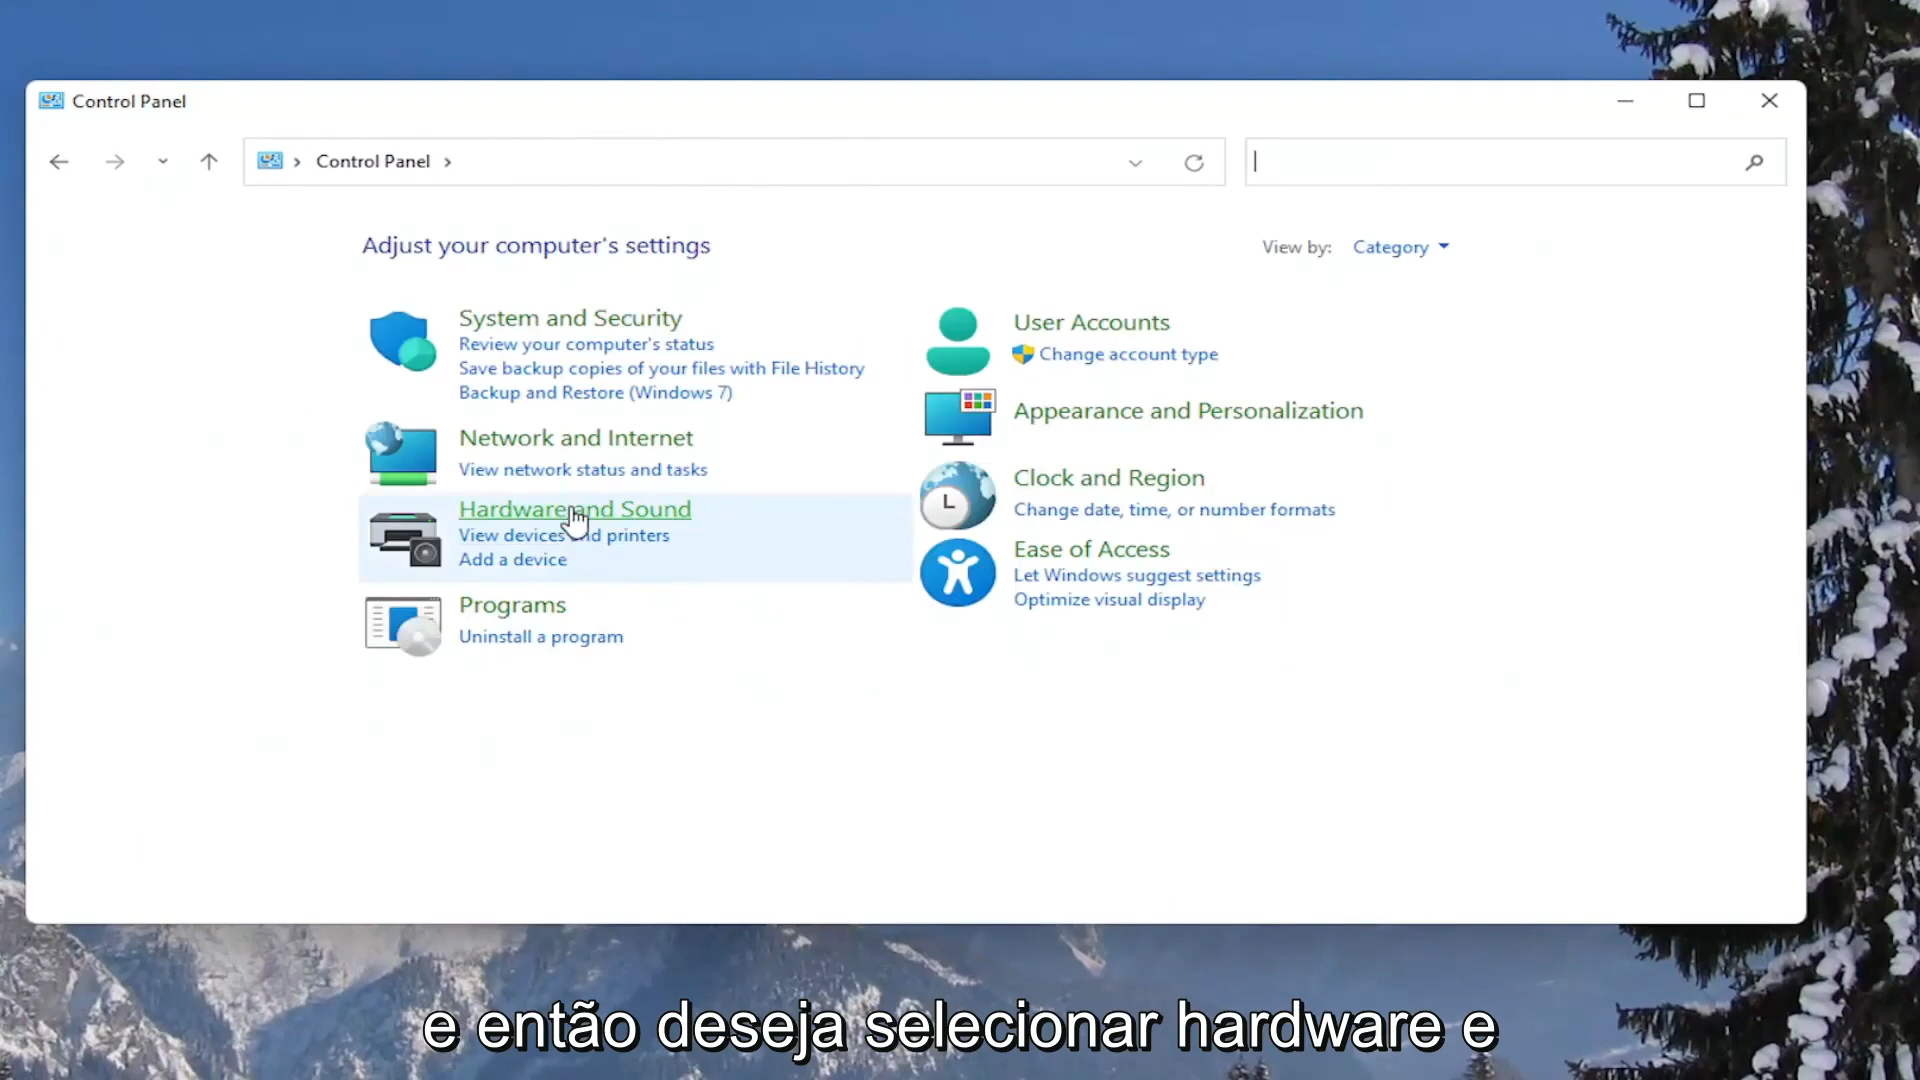 Control Panel
Control Panel
Adjust your computer's settings
View by: Category
System and Security
Review your computer's status
Save backup copies of your files with File History
Backup and Restore (Windows 7)
Network and Internet
View network status and tasks
Hardware and Sound
View devices and printers
Add a device
Programs
Uninstall a program
User Accounts
Change account type
Appearance and Personalization
Clock and Region
Change date, time, or number formats
Ease of Access
Let Windows suggest settings
Optimize visual display
e então deseja selecionar hardware e